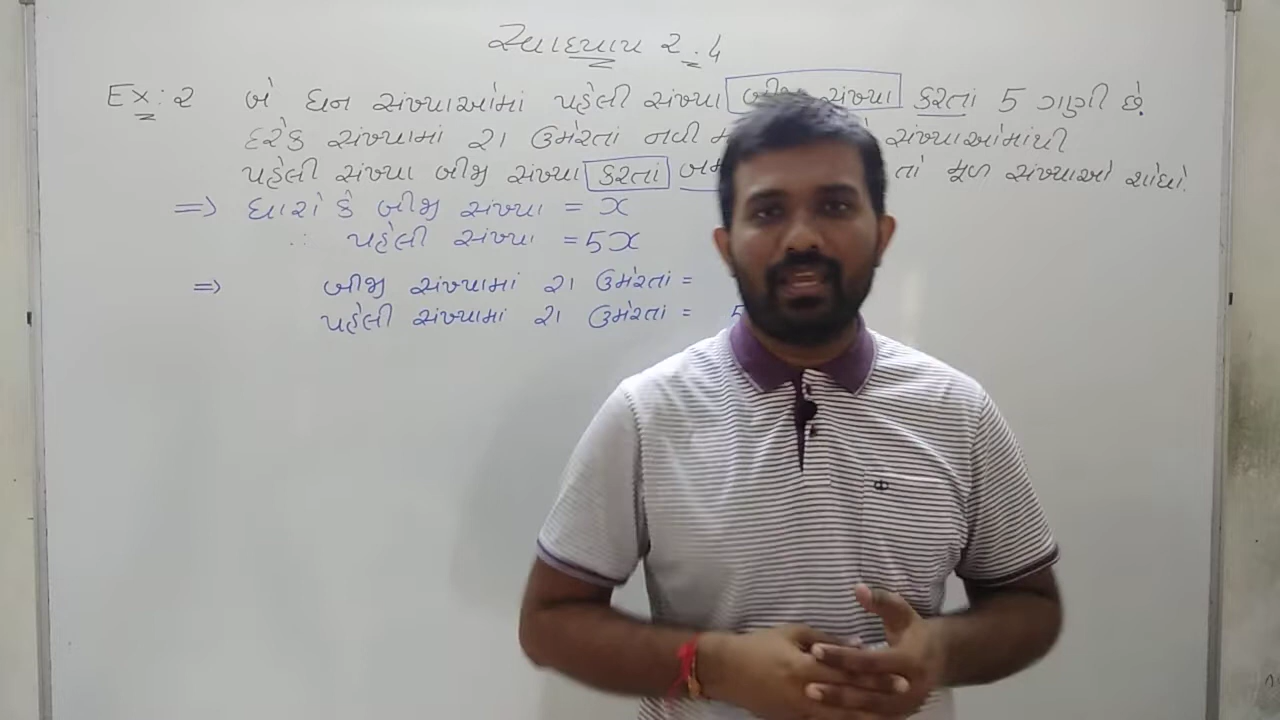 સ્વાધ્યાય ૨.૪
Ex: ૨ બે ધન સંખ્યાઓમાં પહેલી સંખ્યા બીજી સંખ્યા કરતાં 5 ગણી છે.
દરેક સંખ્યામાં ૨૧ ઉમેરતાં નવી સંખ્યાઓમાંથી
પહેલી સંખ્યા બીજી સંખ્યા કરતાં તો મૂળ સંખ્યાઓ શોધો.
=> ધારો કે બીજી સંખ્યા = x
∴ પહેલી સંખ્યા = 5x
=> બીજી સંખ્યામાં ૨૧ ઉમેરતાં =
પહેલી સંખ્યામાં ૨૧ ઉમેરતાં = 5